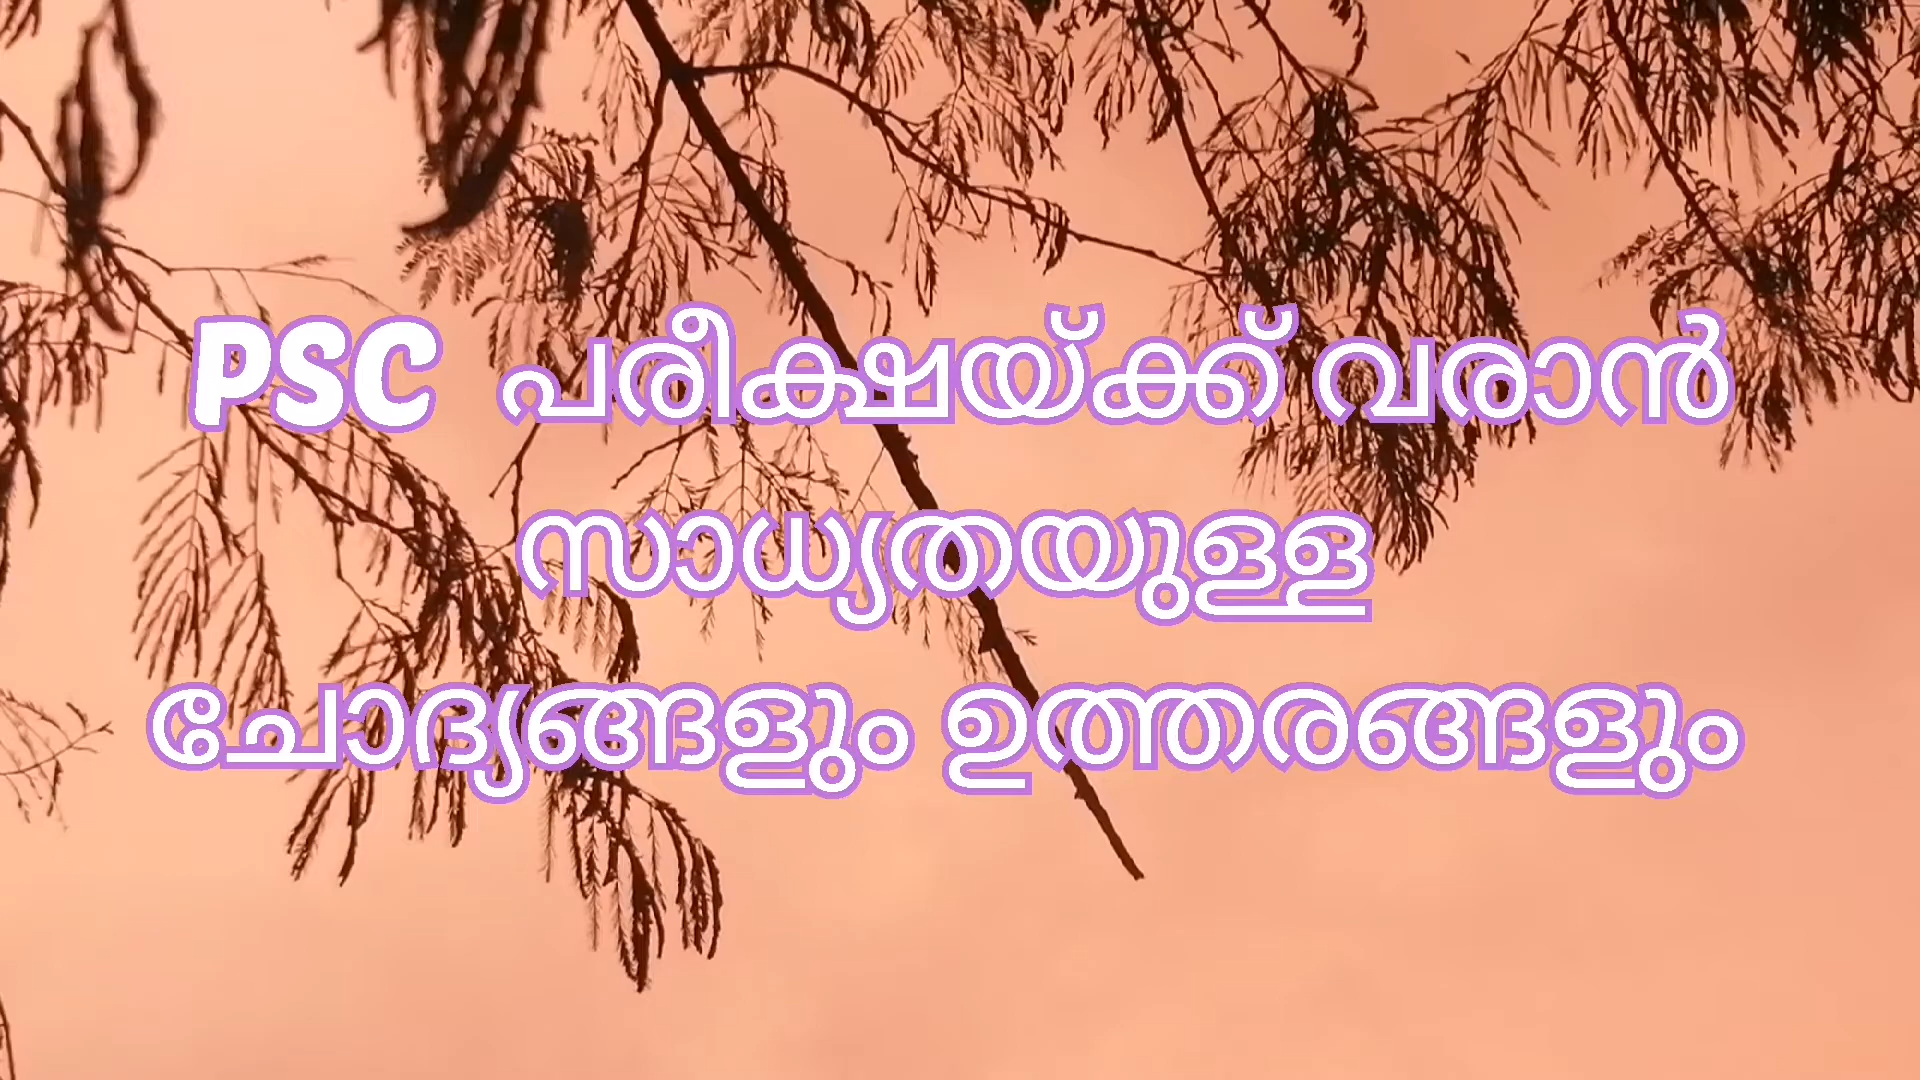 PSC പരീക്ഷയ്ക്ക് വരാൻ
സാധ്യതയുള്ള
ചോദ്യങ്ങളും ഉത്തരങ്ങളും